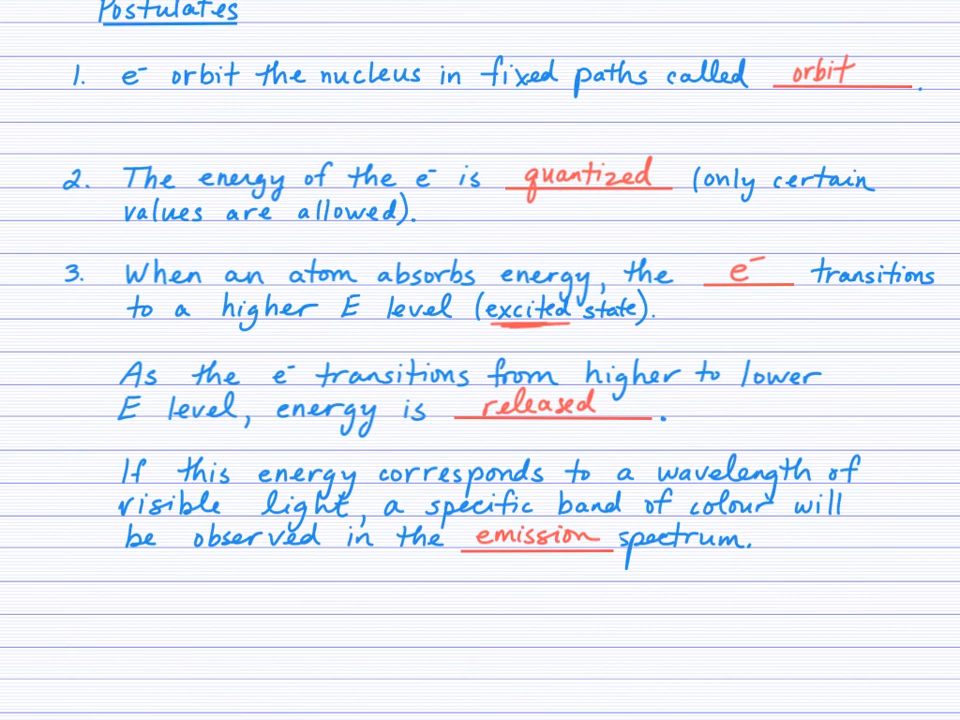 Postulates
1. e⁻ orbit the nucleus in fixed paths called orbit.
2. The energy of the e⁻ is quantized (only certain
values are allowed).
3. When an atom absorbs energy, the e⁻ transitions
to a higher E level (excited state).
As the e⁻ transitions from higher to lower
E level, energy is released.
If this energy corresponds to a wavelength of
visible light, a specific band of colour will
be observed in the emission spectrum.